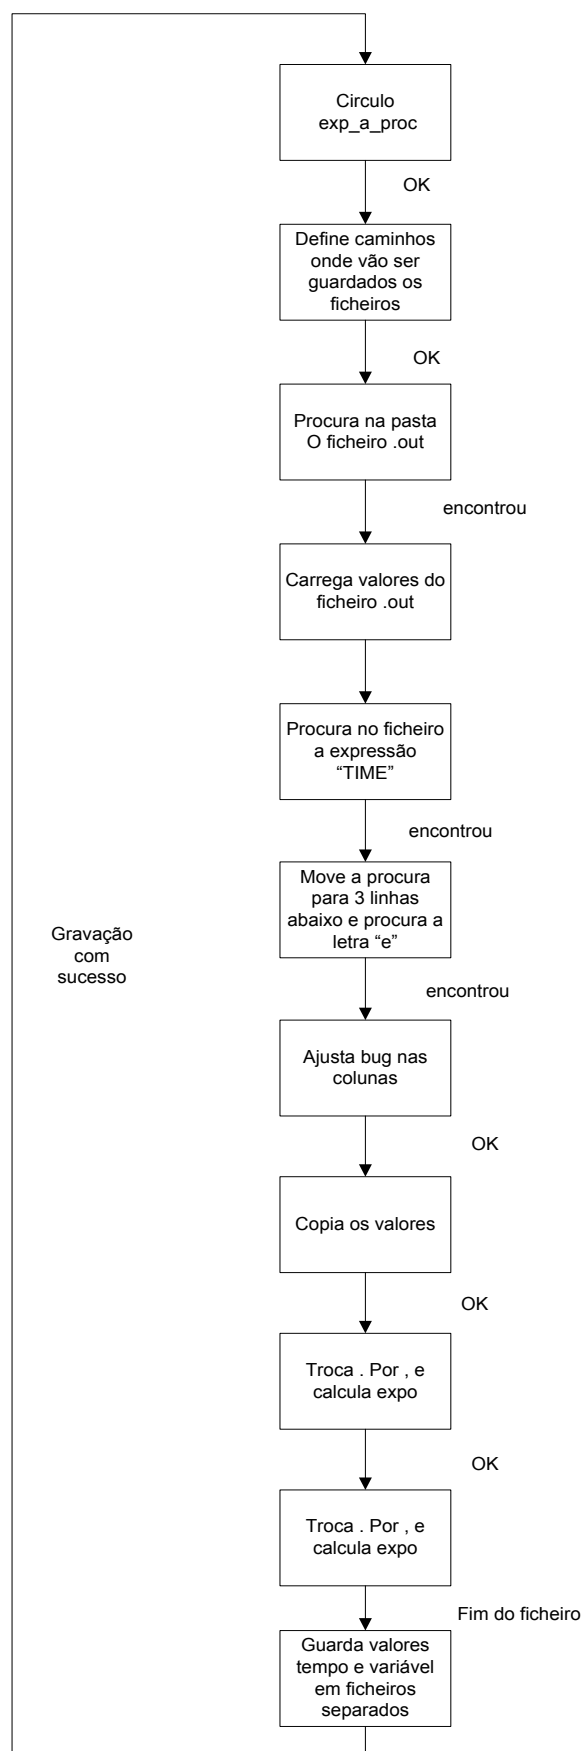 Circulo
exp_a_proc
OK
Define caminhos
onde vão ser
guardados os
ficheiros
OK
Procura na pasta
O ficheiro .out
encontrou
Carrega valores do
ficheiro .out
Procura no ficheiro
a expressão
“TIME”
encontrou
Move a procura
para 3 linhas
abaixo e procura a
letra “e”
Gravação
com
sucesso
encontrou
Ajusta bug nas
colunas
OK
Copia os valores
OK
Troca . Por , e
calcula expo
OK
Troca . Por , e
calcula expo
Fim do ficheiro
Guarda valores
tempo e variável
em ficheiros
separados